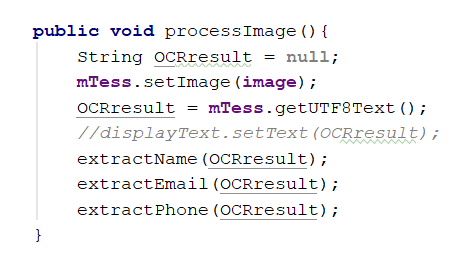 public void processImage(){
String OCRresult = null;
mTess.setImage(image);
OCRresult = mTess.getUTF8Text();
//displayText.setText(OCRresult);
extractName(OCRresult);
extractEmail(OCRresult);
extractPhone(OCRresult);
}